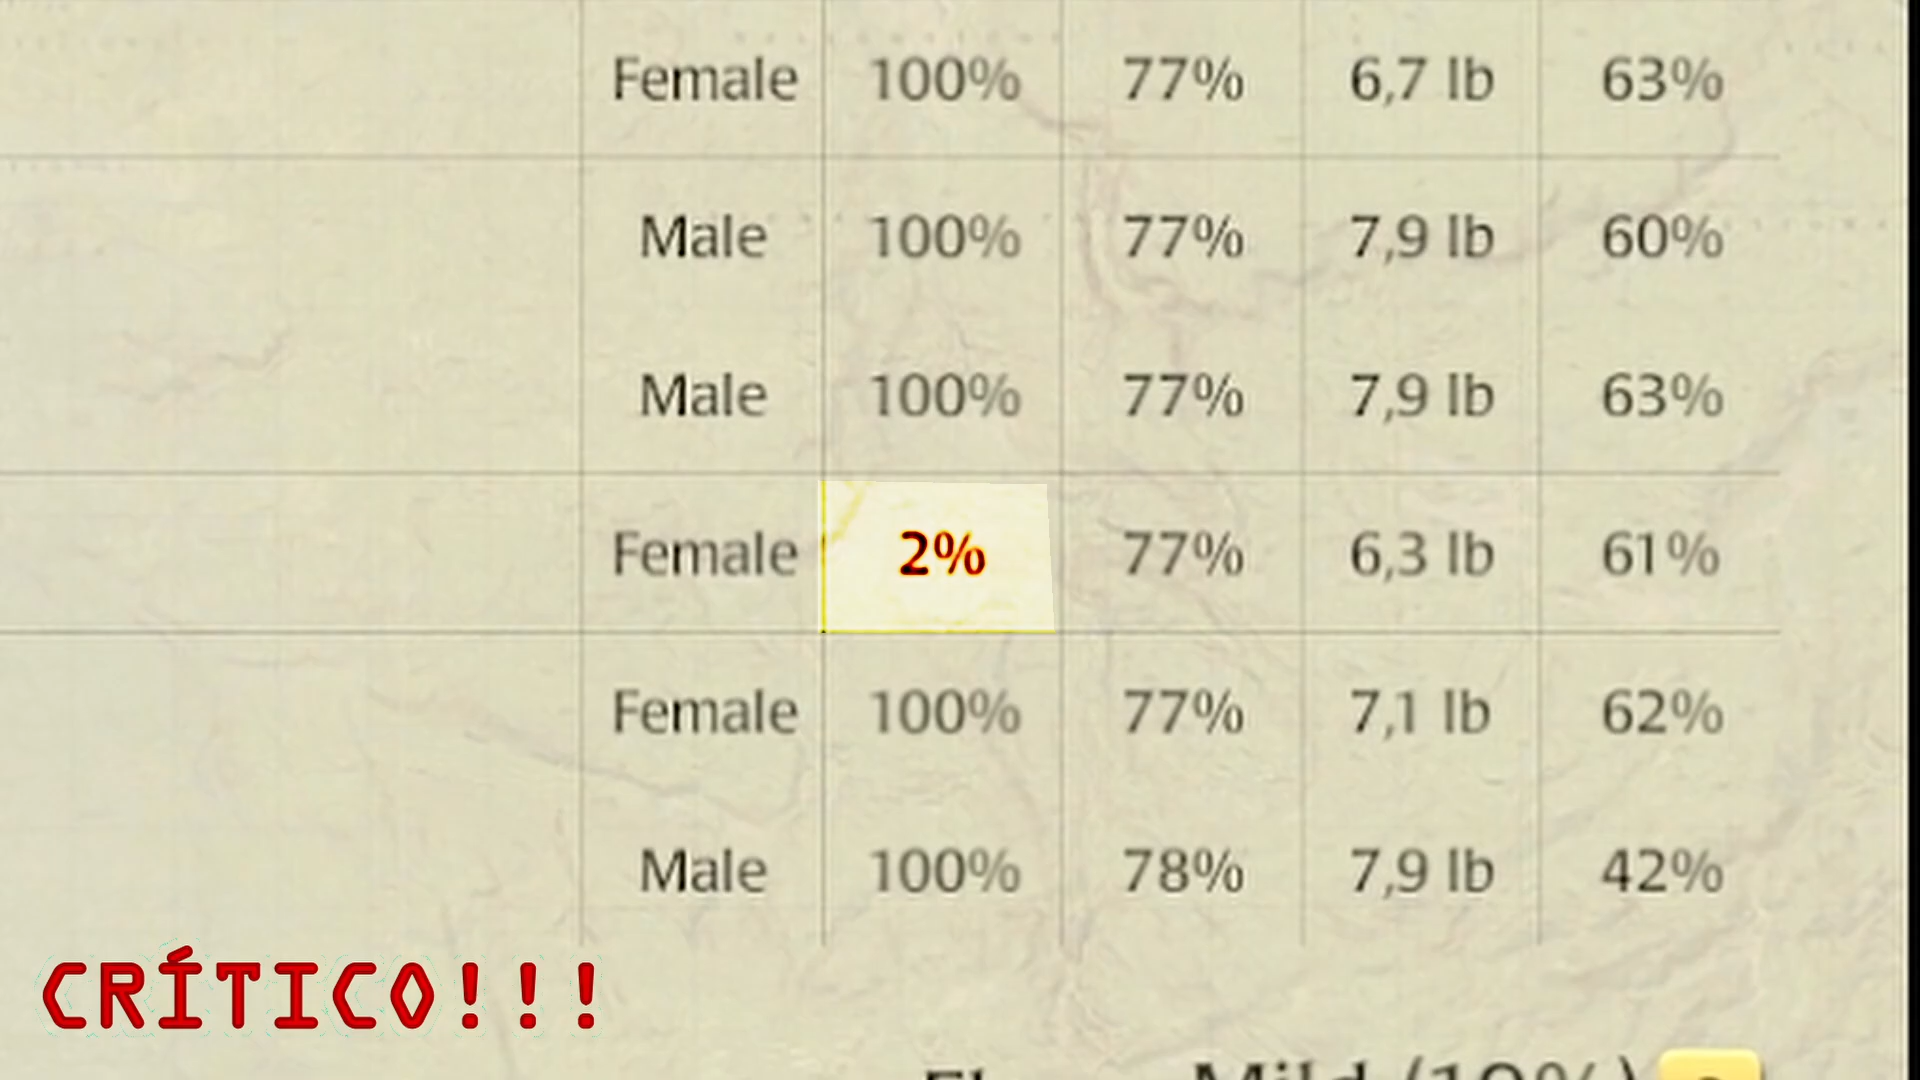 Female 100% 77% 6,7 lb 63%
Male 100% 77% 7,9 lb 60%
Male 100% 77% 7,9 lb 63%
Female 2% 77% 6,3 lb 61%
Female 100% 77% 7,1 lb 62%
Male 100% 78% 7,9 lb 42%
CRÍTICO!!!